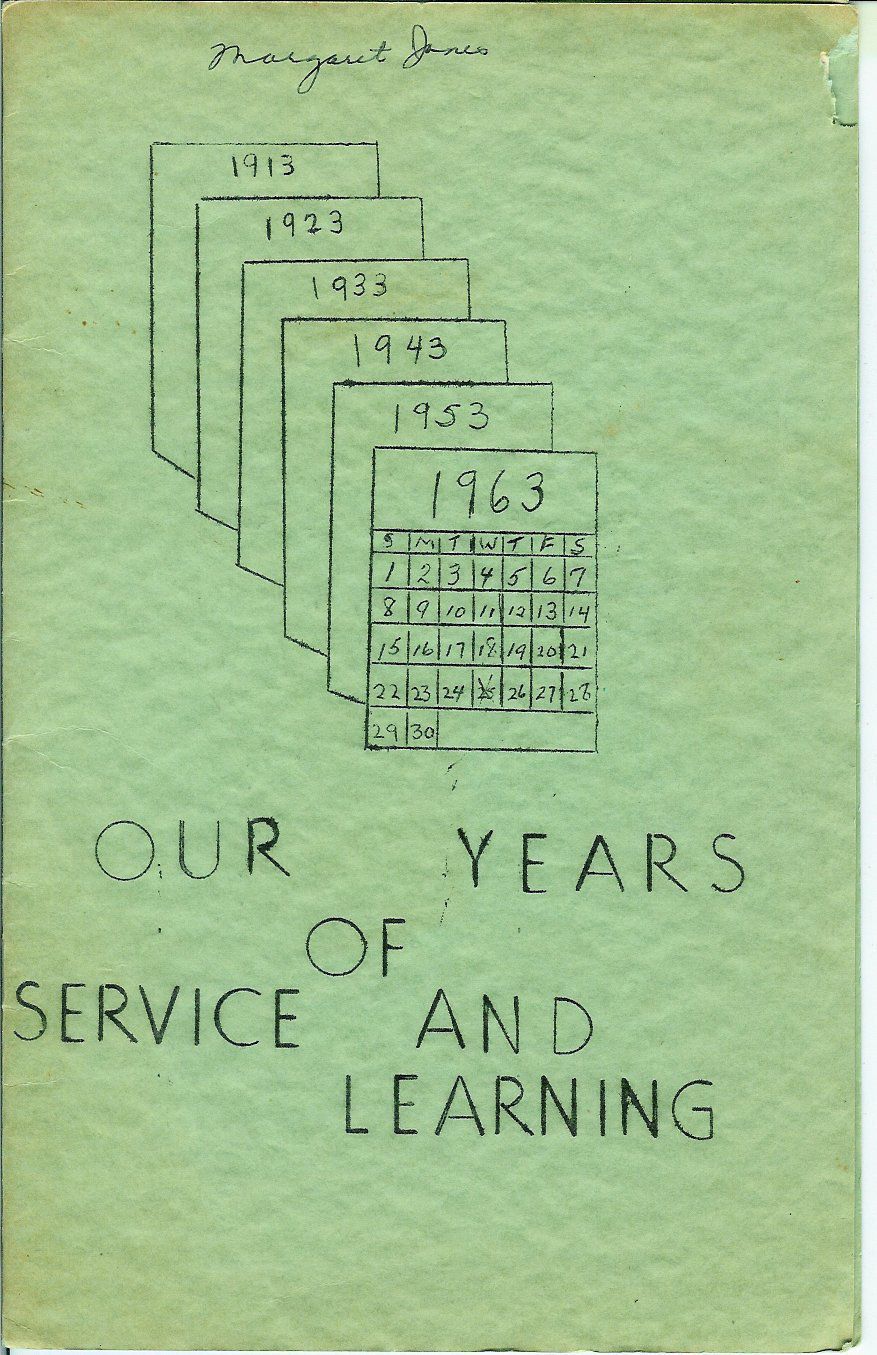 Margaret Jones
1913
1923
1933
1943
1953
1963
S M T W T F S
1 2 3 4 5 6 7
8 9 10 11 12 13 14
15 16 17 18 19 20 21
22 23 24 25 26 27 28
29 30
OUR YEARS
OF
SERVICE AND
LEARNING